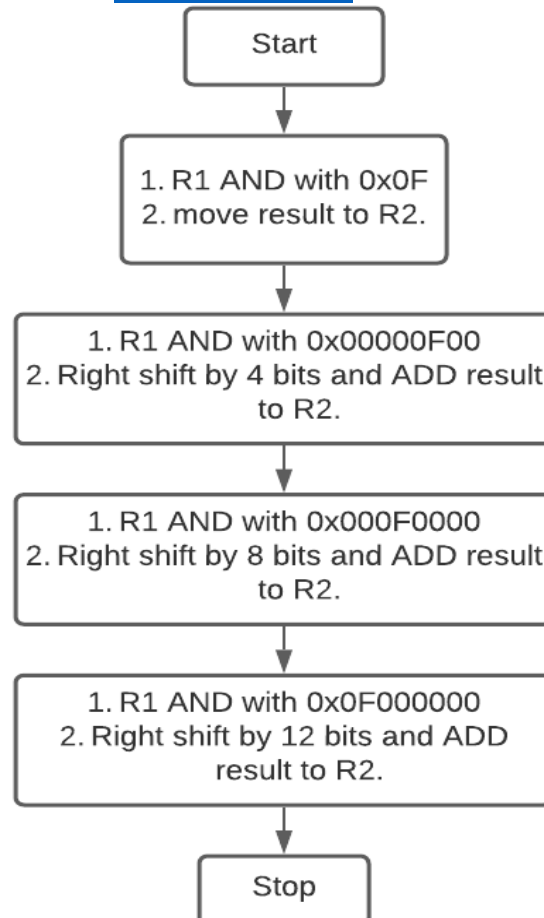 Start
1. R1 AND with 0x0F
2. move result to R2.
1. R1 AND with 0x00000F00
2. Right shift by 4 bits and ADD result
to R2.
1. R1 AND with 0x000F0000
2. Right shift by 8 bits and ADD result
to R2.
1. R1 AND with 0x0F000000
2. Right shift by 12 bits and ADD
result to R2.
Stop